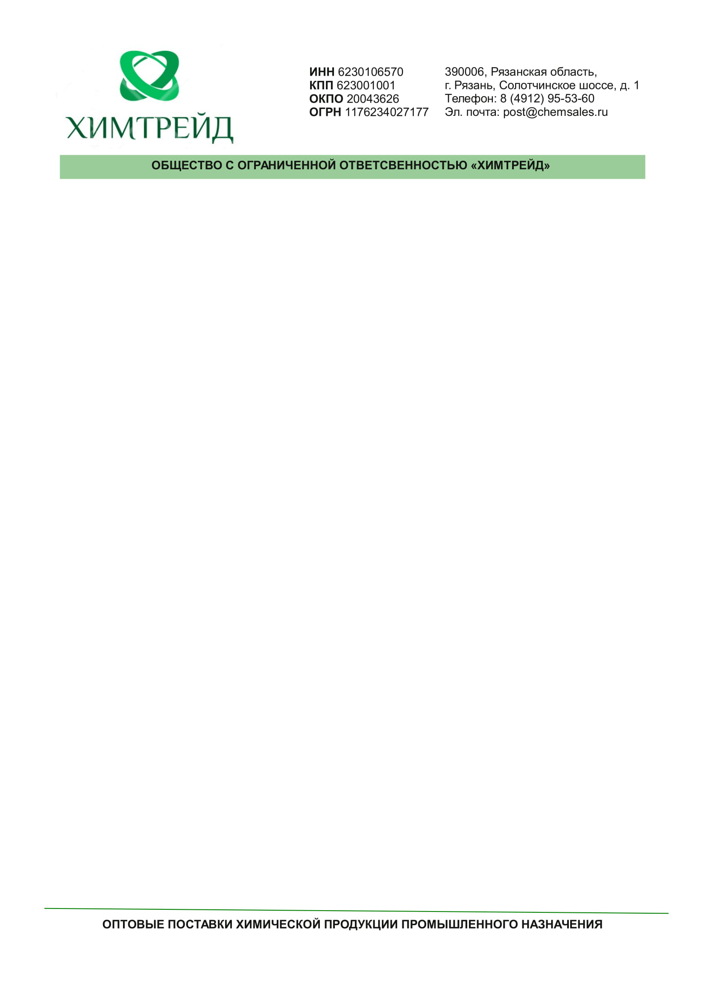 ХИМТРЕЙД
ИНН 6230106570
КПП 623001001
ОКПО 20043626
ОГРН 1176234027177
390006, Рязанская область,
г. Рязань, Солотчинское шоссе, д. 1
Телефон: 8 (4912) 95-53-60
Эл. почта: post@chemsales.ru
ОБЩЕСТВО С ОГРАНИЧЕННОЙ ОТВЕТСВЕННОСТЬЮ «ХИМТРЕЙД»
ОПТОВЫЕ ПОСТАВКИ ХИМИЧЕСКОЙ ПРОДУКЦИИ ПРОМЫШЛЕННОГО НАЗНАЧЕНИЯ